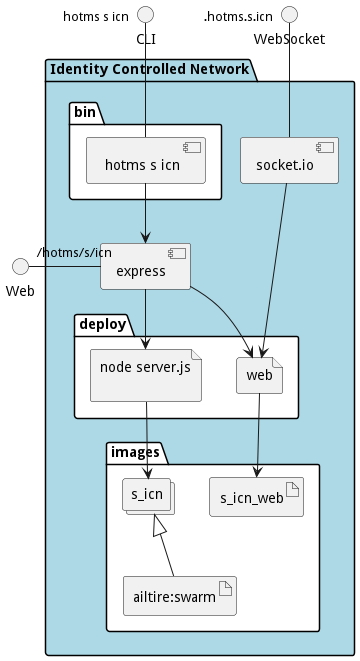 hotms s icn
.hotms.s.icn
CLI
WebSocket
Identity Controlled Network
bin
hotms s icn
socket.io
/hotms/s/icn
express
Web
deploy
node server.js
web
images
s_icn
s_icn_web
ailtire:swarm